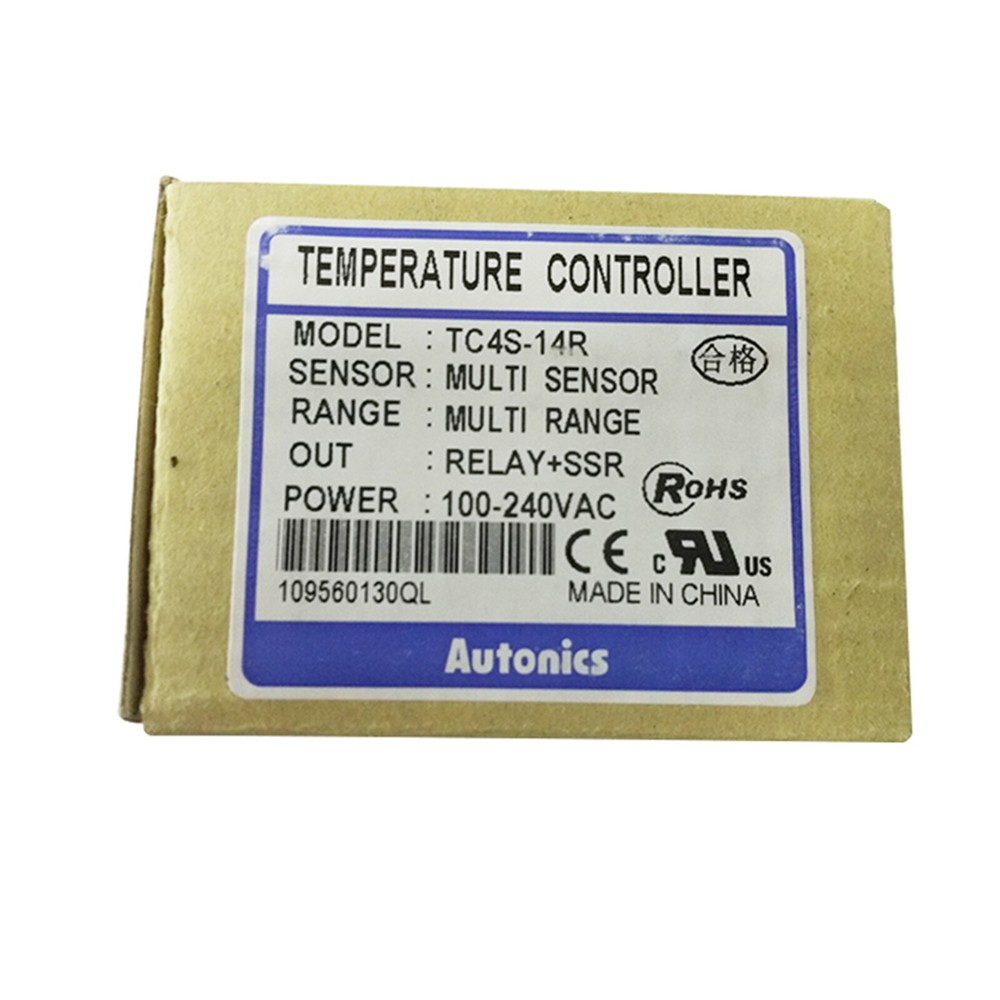 TEMPERATURE CONTROLLER
MODEL : TC4S-14R
合格
SENSOR : MULTI SENSOR
RANGE : MULTI RANGE
OUT : RELAY+SSR
RoHS
POWER : 100-240VAC
CE c RU US
109560130QL MADE IN CHINA
Autonics